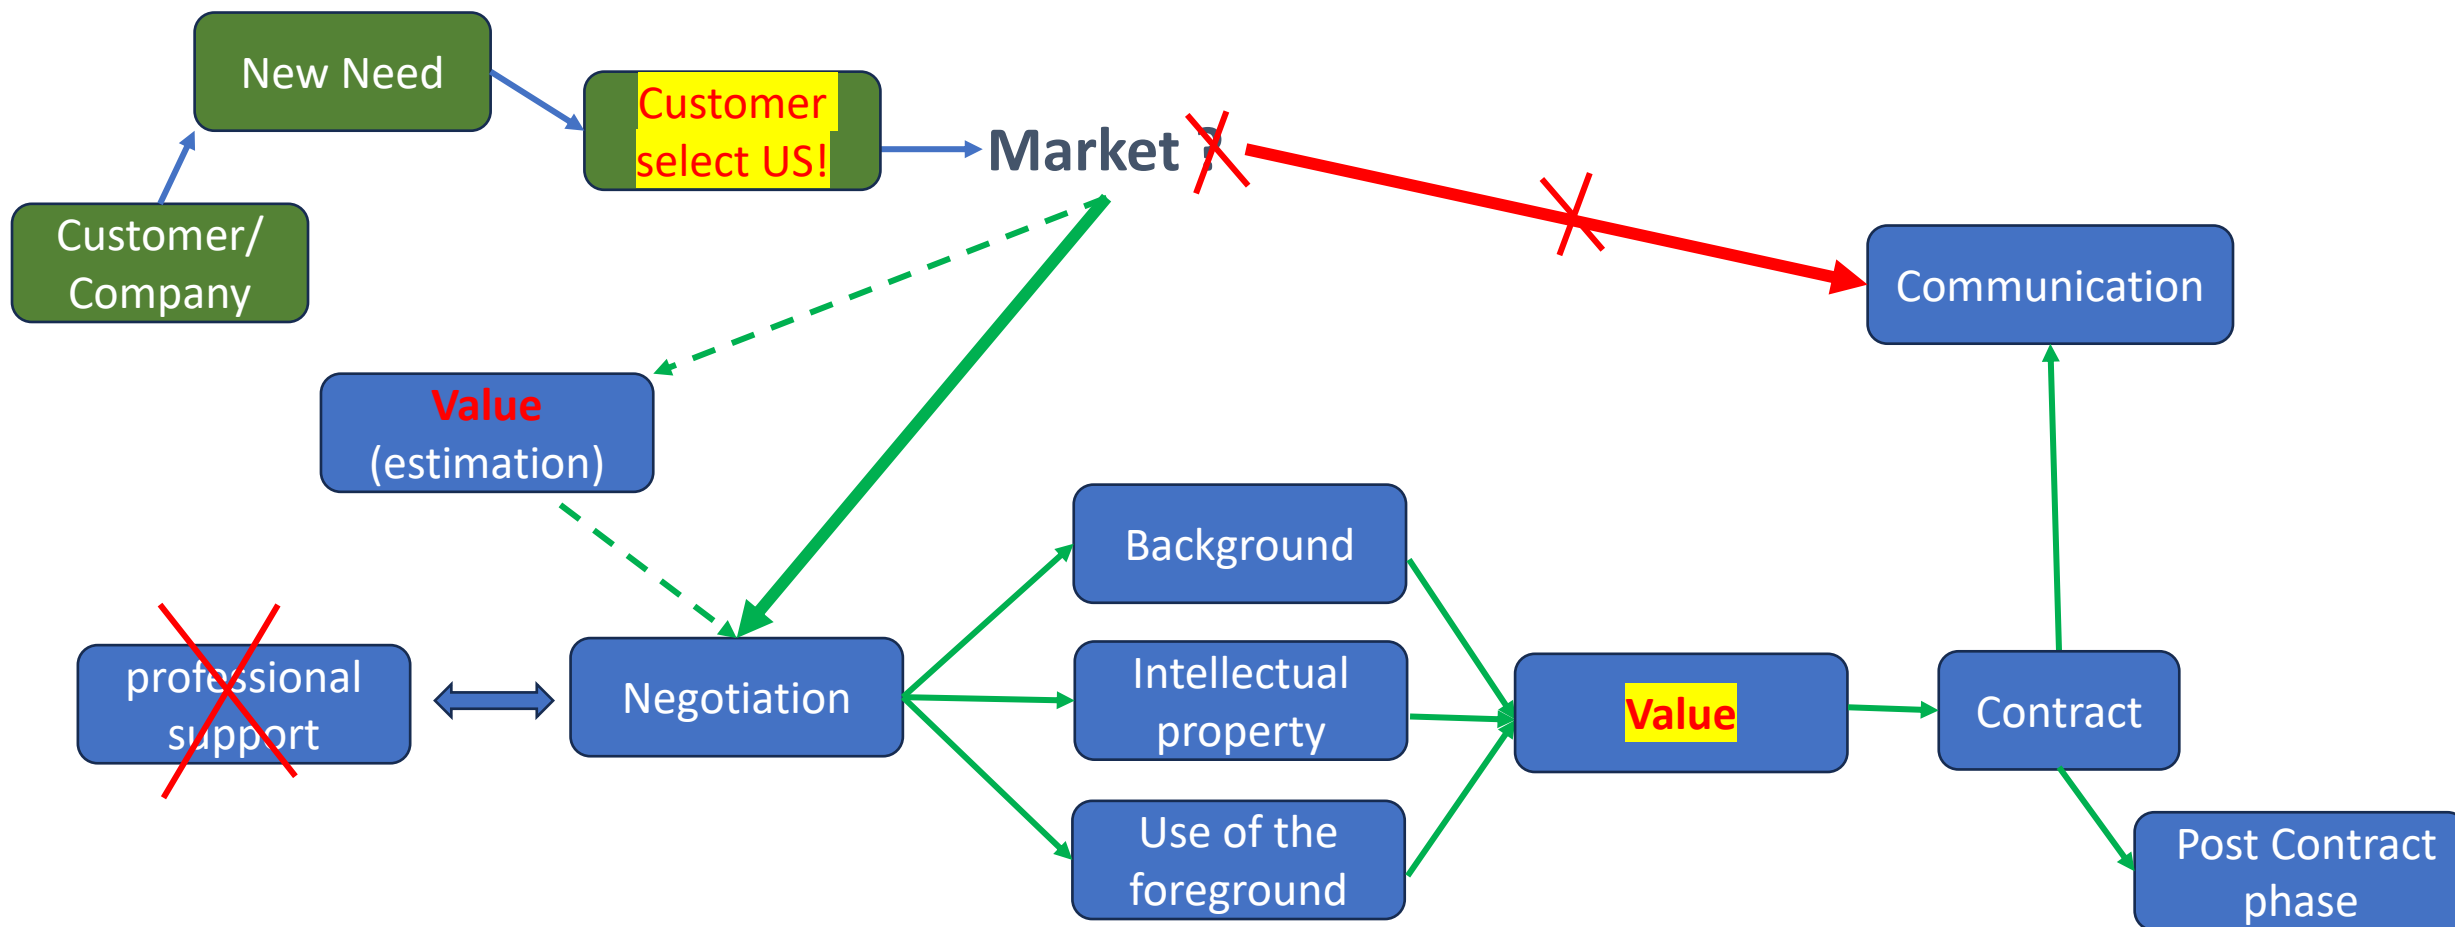 New Need
Customer
select US!
Market ?
Customer/
Company
Communication
Value
(estimation)
Background
professional
support
Negotiation
Intellectual
property
Value
Contract
Use of the
foreground
Post Contract
phase